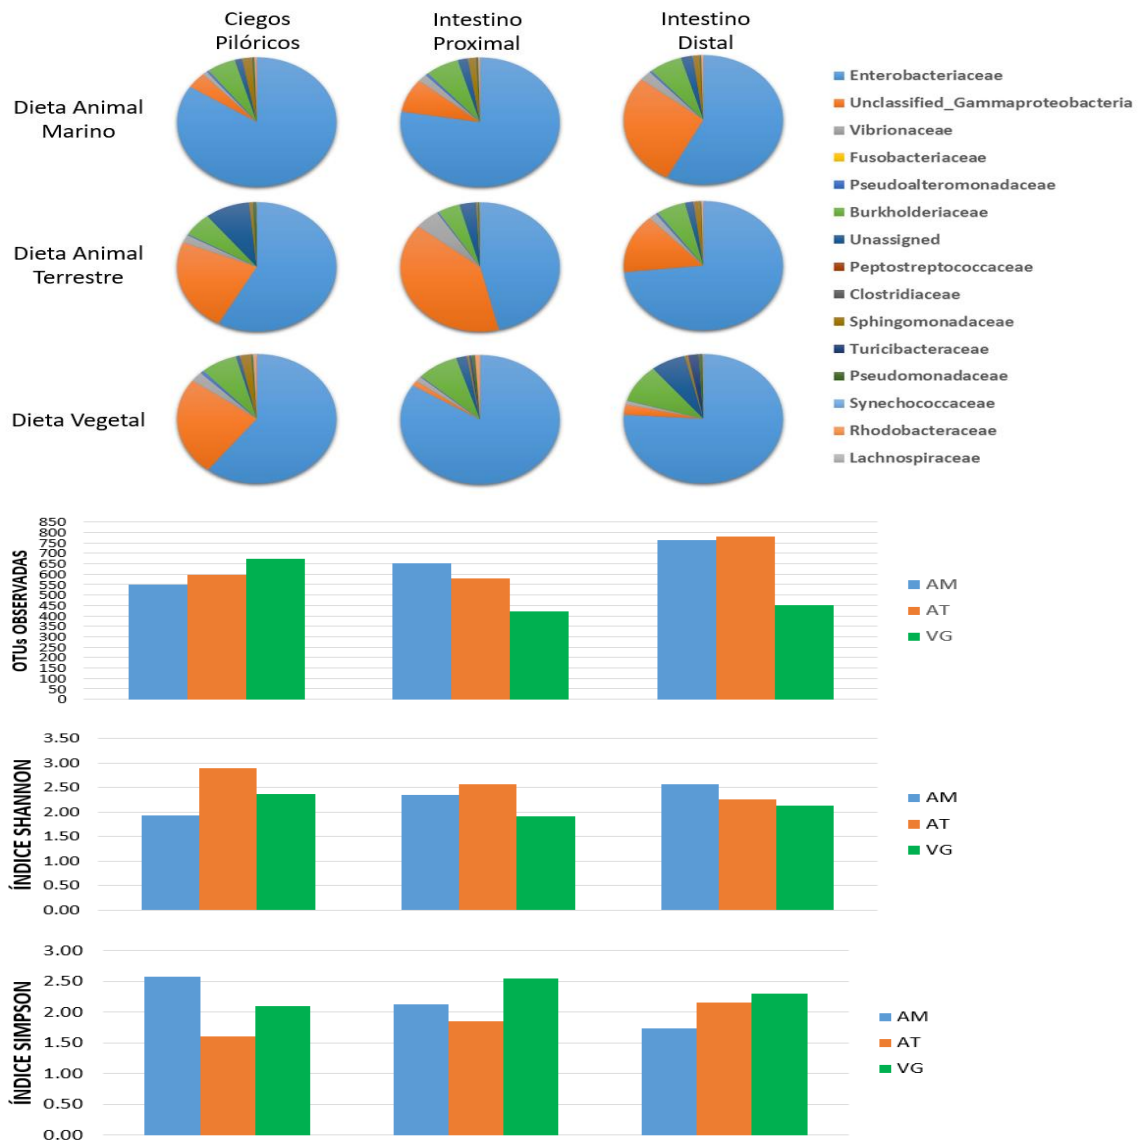 Ciegos
Pilóricos
Intestino
Proximal
Intestino
Distal
Dieta Animal
Marino
Dieta Animal
Terrestre
Dieta Vegetal
Enterobacteriaceae
Unclassified_Gammaproteobacteria
Vibrionaceae
Fusobacteriaceae
Pseudoalteromonadaceae
Burkholderiaceae
Unassigned
Peptostreptococcaceae
Clostridiaceae
Sphingomonadaceae
Turicibacteraceae
Pseudomonadaceae
Synechococcaceae
Rhodobacteraceae
Lachnospiraceae
OTUs OBSERVADAS
850
800
750
700
650
600
550
500
450
400
350
300
250
200
150
100
50
0
AM
AT
VG
ÍNDICE SHANNON
3.50
3.00
2.50
2.00
1.50
1.00
0.50
0.00
AM
AT
VG
ÍNDICE SIMPSON
3.00
2.50
2.00
1.50
1.00
0.50
0.00
AM
AT
VG